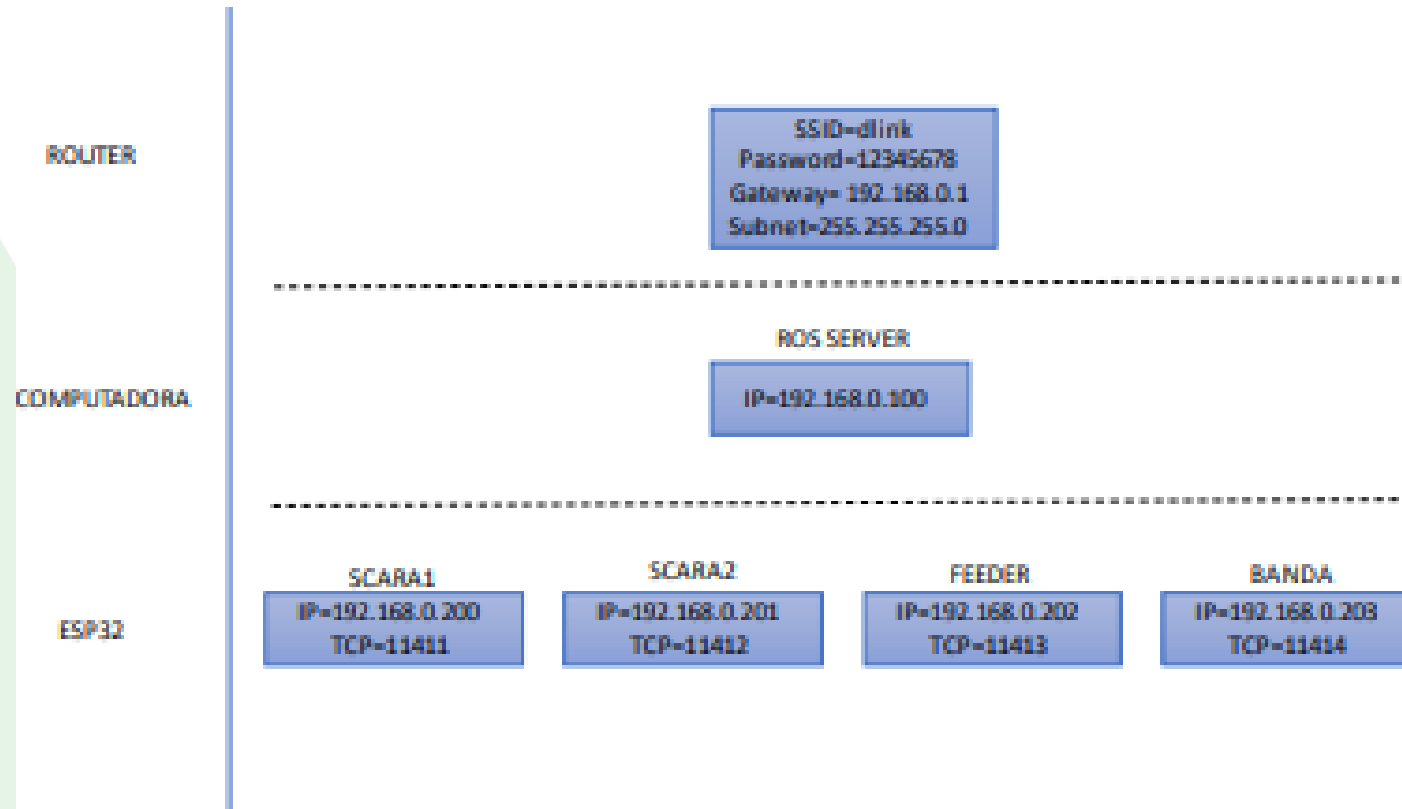 ROUTER
SSID=dlink
Password=12345678
Gateway= 192.168.0.1
Subnet=255.255.255.0
ROS SERVER
COMPUTADORA
IP=192.168.0.100
SCARA1
SCARA2
FEEDER
BANDA
ESP32
IP=192.168.0.200
TCP=11411
IP=192.168.0.201
TCP=11412
IP=192.168.0.202
TCP=11413
IP=192.168.0.203
TCP=11414